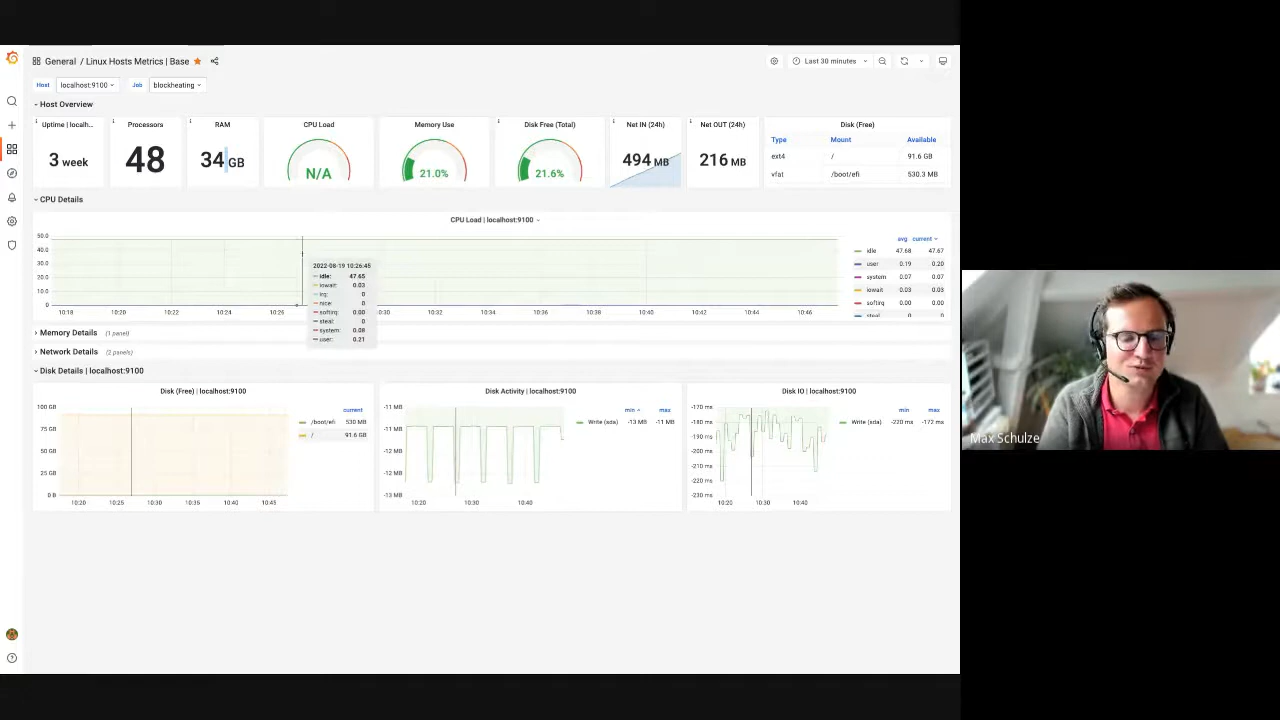 General / Linux Hosts Metrics | Base
Last 30 minutes
Host localhost:9100 Job blockheating
Host Overview
Uptime | localh... Processors RAM CPU Load Memory Use Disk Free (Total) Net IN (24h) Net OUT (24h) Disk (Free)
Type Mount Available
3 week 48 34 GB N/A 21.0% 21.6% 494 MB 216 MB
ext4 / 91.6 GB
vfat /boot/efi 530.3 MB
CPU Details
CPU Load | localhost:9100
50.0
40.0
30.0
20.0
10.0
0
10:18 10:20 10:22 10:24 10:26 :30 10:32 10:34 10:36 10:38 10:40 10:42 10:44 10:46
avg current
idle 47.68 47.67
user 0.19 0.20
system 0.07 0.07
iowait 0.03 0.03
softirq 0.00 0.00
steal 0 0
2022-08-19 10:26:45
idle: 47.65
iowait: 0.03
irq: 0
nice: 0
softirq: 0.00
steal: 0
system: 0.08
user: 0.21
Memory Details (1 panel)
Network Details (2 panels)
Disk Details | localhost:9100
Disk (Free) | localhost:9100
100 GB
75 GB
50 GB
25 GB
0 B
10:20 10:25 10:30 10:35 10:40 10:45
current
/boot/efi 530 MB
/ 91.6 GB
Disk Activity | localhost:9100
-11 MB
-11 MB
-12 MB
-12 MB
-13 MB
10:20 10:30 10:40
min max
Write (sda) -13 MB -11 MB
Disk IO | localhost:9100
-170 ms
-180 ms
-190 ms
-200 ms
-210 ms
-220 ms
-230 ms
10:20 10:30 10:40
min max
Write (sda) -220 ms -172 ms
Max Schulze